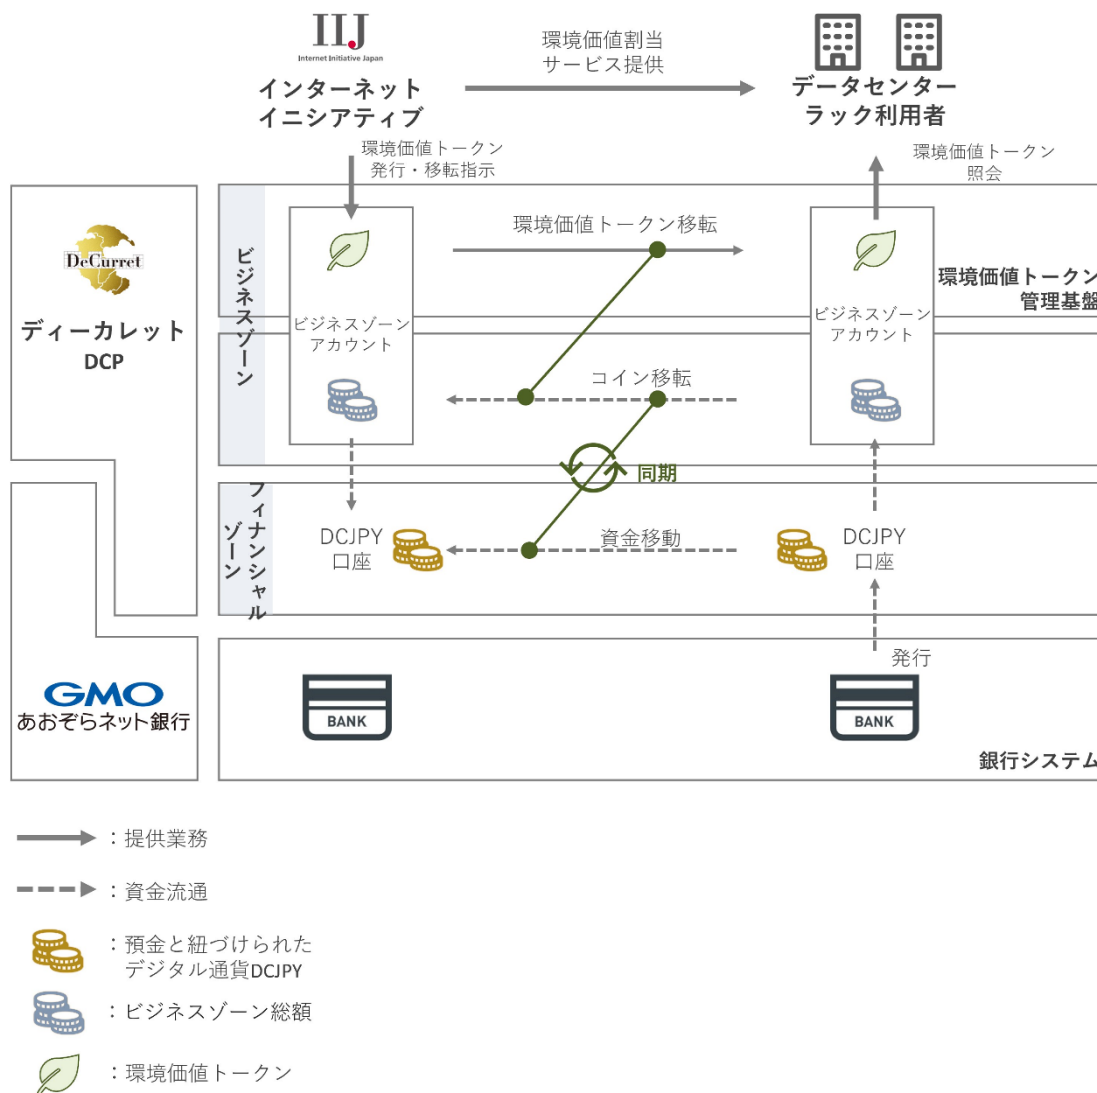 IIJ
Internet Initiative Japan
インターネット
イニシアティブ
環境価値割当
サービス提供
データセンター
ラック利用者
環境価値トークン
発行・移転指示
環境価値トークン
照会
DeCurret
ディーカレット
DCP
ビジネスゾーン
環境価値トークン移転
環境価値トークン
管理基盤
ビジネスゾーン
アカウント
ビジネスゾーン
アカウント
コイン移転
同期
フィナンシャル
ゾーン
DCJPY
口座
資金移動
DCJPY
口座
発行
GMO
あおぞらネット銀行
BANK
BANK
銀行システム
：提供業務
：資金流通
：預金と紐づけられた
デジタル通貨DCJPY
：ビジネスゾーン総額
：環境価値トークン